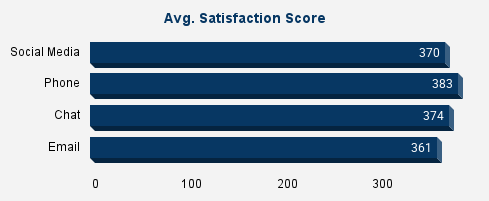 Avg. Satisfaction Score
Social Media 370
Phone 383
Chat 374
Email 361
0 100 200 300